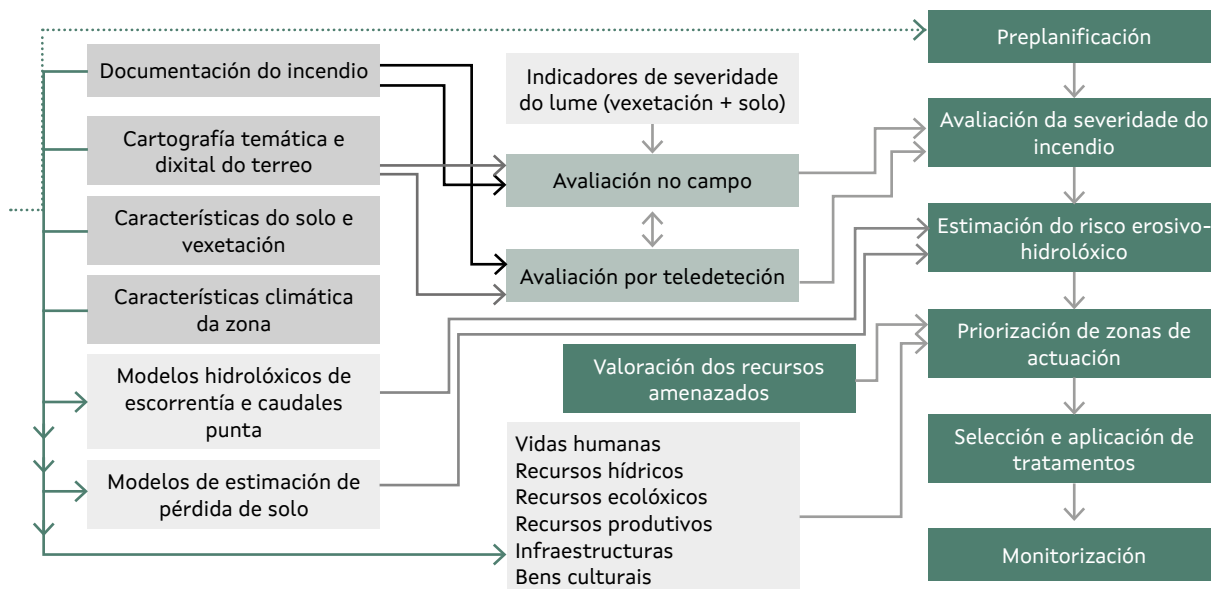 Documentación do incendio
Cartografía temática e
dixital do terreo
Características do solo e
vexetación
Características climática
da zona
Modelos hidrolóxicos de
escorrentía e caudales
punta
Modelos de estimación de
pérdida de solo
Indicadores de severidade
do lume (vexetación + solo)
Avaliación no campo
Avaliación por teledeteción
Valoración dos recursos
amenazados
Vidas humanas
Recursos hídricos
Recursos ecolóxicos
Recursos produtivos
Infraestructuras
Bens culturais
Preplanificación
Avaliación da severidade do
incendio
Estimación do risco erosivo-
hidrolóxico
Priorización de zonas de
actuación
Selección e aplicación de
tratamentos
Monitorización